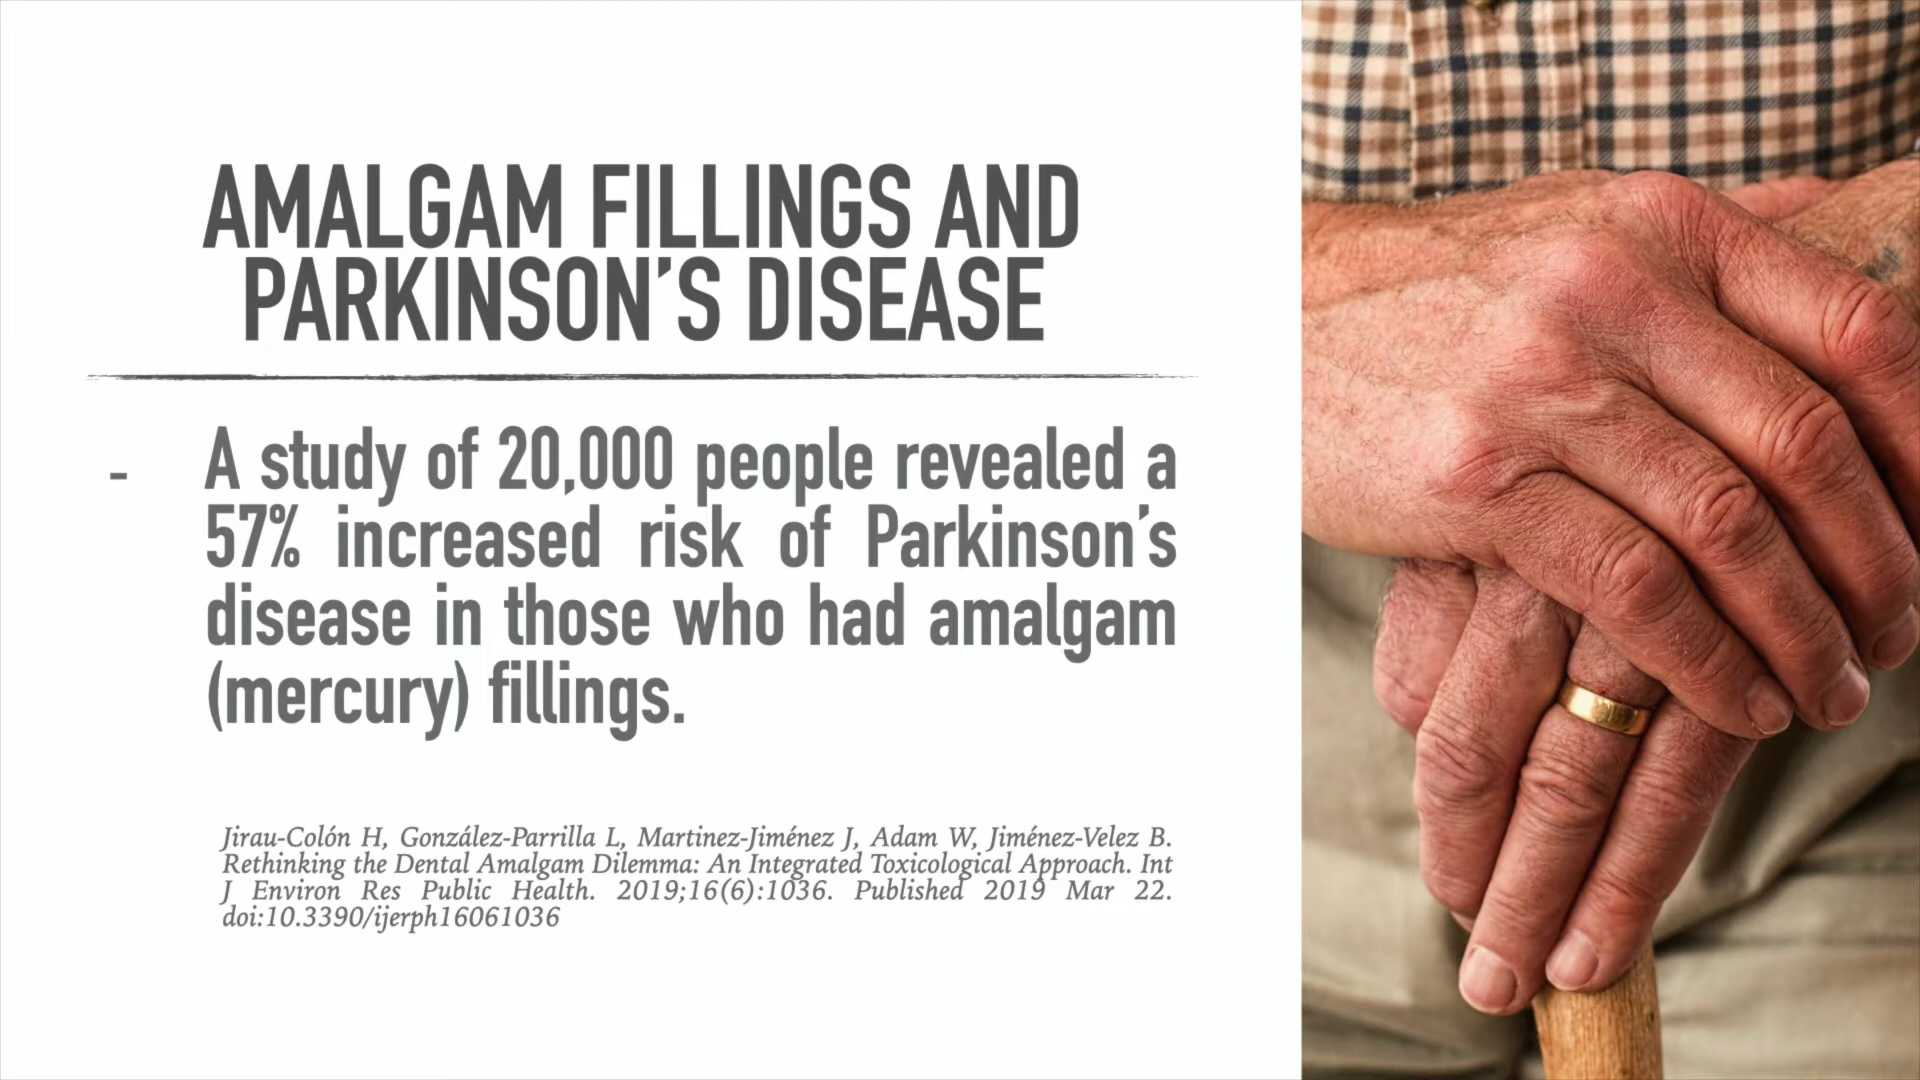 AMALGAM FILLINGS AND
PARKINSON’S DISEASE
- A study of 20,000 people revealed a
57% increased risk of Parkinson’s
disease in those who had amalgam
(mercury) fillings.
Jirau-Colón H, González-Parrilla L, Martinez-Jiménez J, Adam W, Jiménez-Velez B.
Rethinking the Dental Amalgam Dilemma: An Integrated Toxicological Approach. Int
J Environ Res Public Health. 2019;16(6):1036. Published 2019 Mar 22.
doi:10.3390/ijerph16061036